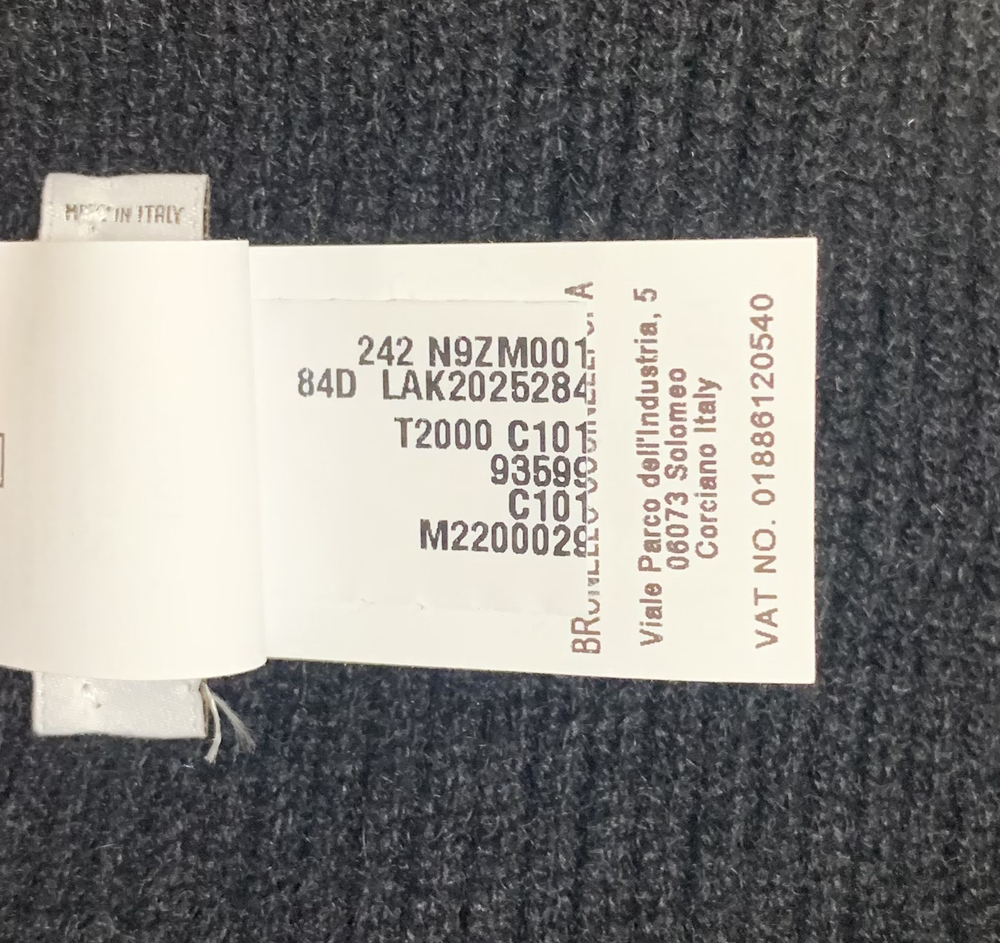 MADE IN ITALY
242 N9ZM001
84D LAK2025284
T2000 C101
93599
C101
M2200029
Viale Parco dell'Industria, 5
06073 Solomeo
Corciano Italy
VAT NO. 01886120540